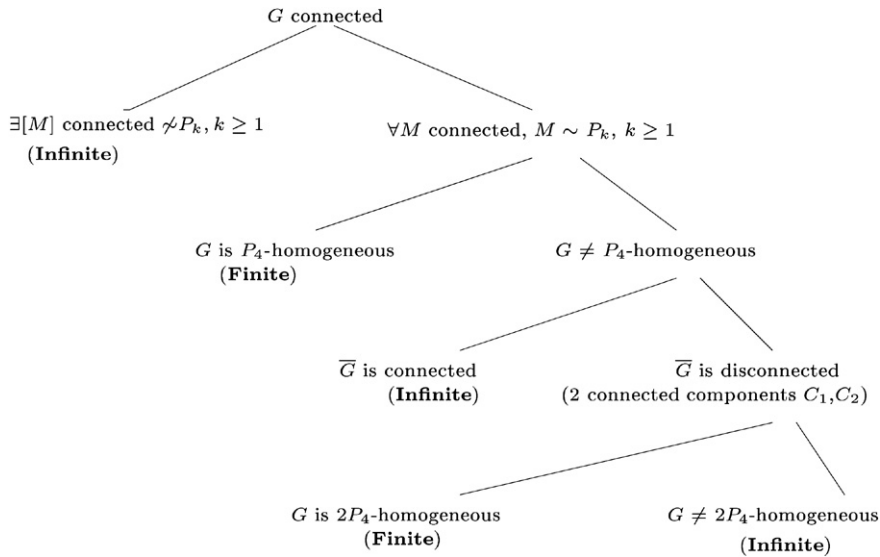 G connected
∃[M] connected ≁P_k, k ≥ 1
(Infinite)
∀M connected, M ∼ P_k, k ≥ 1
G is P_4-homogeneous
(Finite)
G ≠ P_4-homogeneous
G̅ is connected
(Infinite)
G̅ is disconnected
(2 connected components C_1,C_2)
G is 2P_4-homogeneous
(Finite)
G ≠ 2P_4-homogeneous
(Infinite)